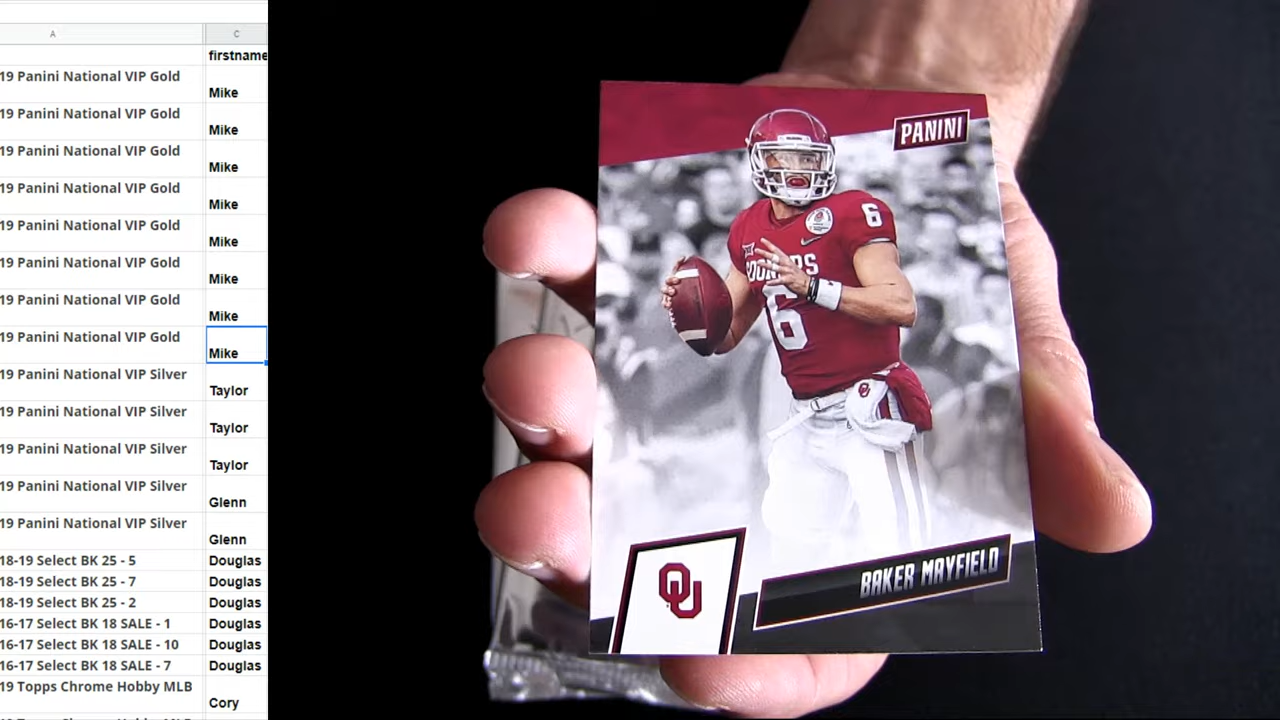 A C
firstname
19 Panini National VIP Gold Mike
19 Panini National VIP Gold Mike
19 Panini National VIP Gold Mike
19 Panini National VIP Gold Mike
19 Panini National VIP Gold Mike
19 Panini National VIP Gold Mike
19 Panini National VIP Gold Mike
19 Panini National VIP Gold Mike
19 Panini National VIP Silver Taylor
19 Panini National VIP Silver Taylor
19 Panini National VIP Silver Taylor
19 Panini National VIP Silver Glenn
19 Panini National VIP Silver Glenn
18-19 Select BK 25 - 5 Douglas
18-19 Select BK 25 - 7 Douglas
18-19 Select BK 25 - 2 Douglas
16-17 Select BK 18 SALE - 1 Douglas
16-17 Select BK 18 SALE - 10 Douglas
16-17 Select BK 18 SALE - 7 Douglas
19 Topps Chrome Hobby MLB Cory
PANINI
6
SOONERS
6
OU
BAKER MAYFIELD